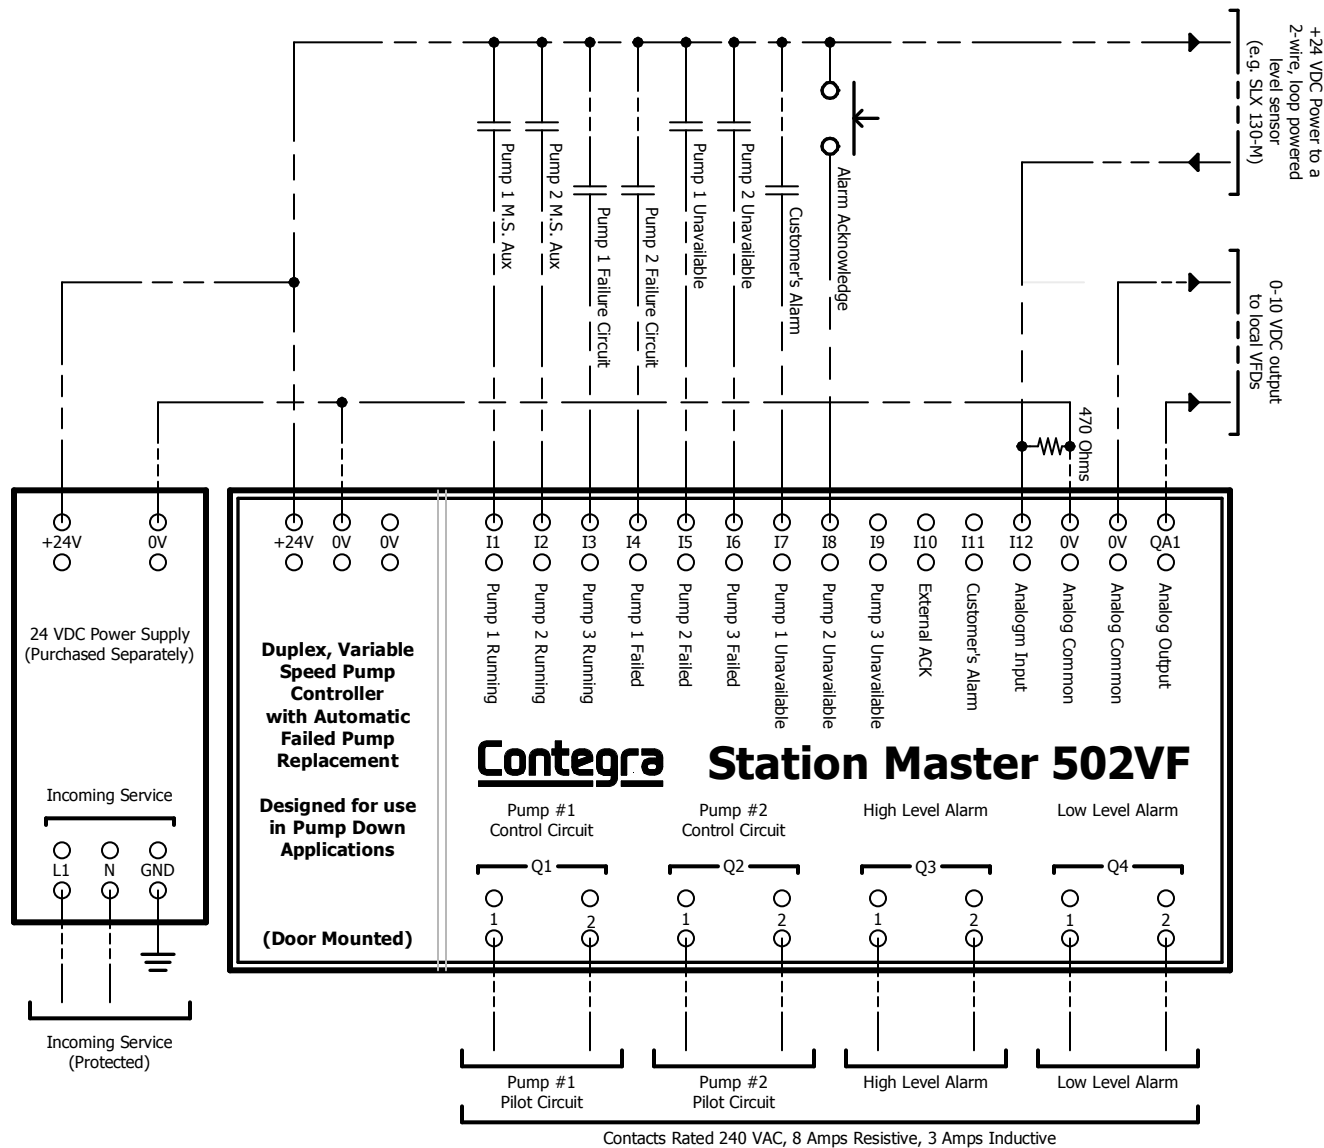 +24 VDC Power to a
2-wire, loop powered
level sensor
(e.g. SLX 130-M)
0-10 VDC output
to local VFDs
Pump 1 M.S. Aux
Pump 2 M.S. Aux
Pump 1 Failure Circuit
Pump 2 Failure Circuit
Pump 1 Unavailable
Pump 2 Unavailable
Customer's Alarm
Alarm Acknowledge
470 Ohms
+24V
0V
24 VDC Power Supply
(Purchased Separately)
Incoming Service
L1
N
GND
Incoming Service
(Protected)
+24V
0V
0V
I1
I2
I3
I4
I5
I6
I7
I8
I9
I10
I11
I12
0V
0V
QA1
Pump 1 Running
Pump 2 Running
Pump 3 Running
Pump 1 Failed
Pump 2 Failed
Pump 3 Failed
Pump 1 Unavailable
Pump 2 Unavailable
Pump 3 Unavailable
External ACK
Customer's Alarm
Analogm Input
Analog Common
Analog Common
Analog Output
Duplex, Variable
Speed Pump
Controller
with Automatic
Failed Pump
Replacement
Designed for use
in Pump Down
Applications
(Door Mounted)
Contegra
Station Master 502VF
Pump #1
Control Circuit
Pump #2
Control Circuit
High Level Alarm
Low Level Alarm
Q1
Q2
Q3
Q4
1
2
1
2
1
2
1
2
Pump #1
Pilot Circuit
Pump #2
Pilot Circuit
High Level Alarm
Low Level Alarm
Contacts Rated 240 VAC, 8 Amps Resistive, 3 Amps Inductive